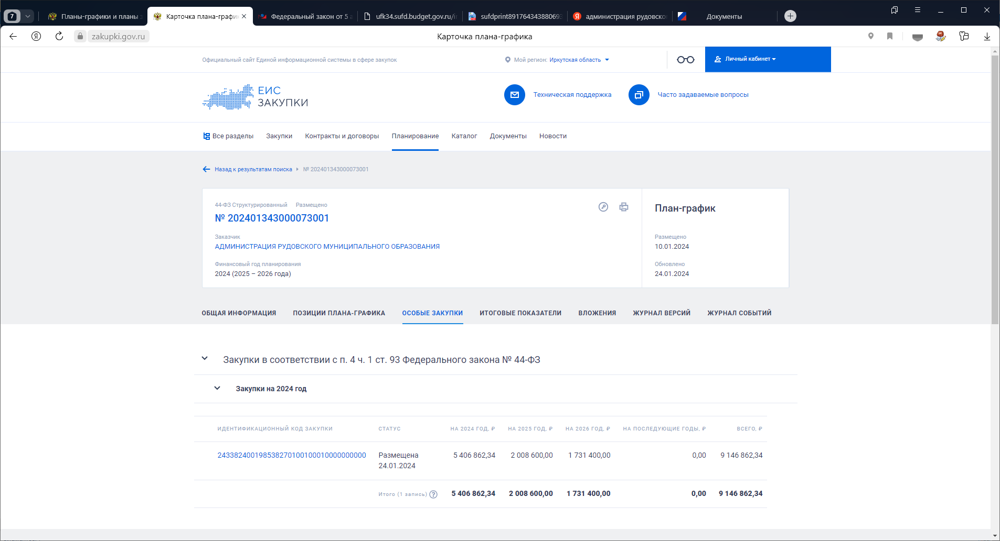 7
Планы-графики и планы з
Карточка плана-графи
Федеральный закон от 5 а
ufk34.sufd.budget.gov.ru/i
sufdprint89176434388069
администрация рудовско
Документы
zakupki.gov.ru
Карточка плана-графика
Официальный сайт Единой информационной системы в сфере закупок
Мой регион: Иркутская область
Личный кабинет
ЕИС
ЗАКУПКИ
Техническая поддержка
Часто задаваемые вопросы
Все разделы
Закупки
Контракты и договоры
Планирование
Каталог
Документы
Новости
Назад к результатам поиска
№ 202401343000073001
44-ФЗ Структурированный Размещено
№ 202401343000073001
Заказчик
АДМИНИСТРАЦИЯ РУДОВСКОГО МУНИЦИПАЛЬНОГО ОБРАЗОВАНИЯ
Финансовый год планирования
2024 (2025 – 2026 года)
План-график
Размещено
10.01.2024
Обновлено
24.01.2024
ОБЩАЯ ИНФОРМАЦИЯ
ПОЗИЦИИ ПЛАНА-ГРАФИКА
ОСОБЫЕ ЗАКУПКИ
ИТОГОВЫЕ ПОКАЗАТЕЛИ
ВЛОЖЕНИЯ
ЖУРНАЛ ВЕРСИЙ
ЖУРНАЛ СОБЫТИЙ
Закупки в соответствии с п. 4 ч. 1 ст. 93 Федерального закона № 44-ФЗ
Закупки на 2024 год
ИДЕНТИФИКАЦИОННЫЙ КОД ЗАКУПКИ СТАТУС НА 2024 ГОД, ₽ НА 2025 ГОД, ₽ НА 2026 ГОД, ₽ НА ПОСЛЕДУЮЩИЕ ГОДЫ, ₽ ВСЕГО, ₽
243382400198538270100100010000000000 Размещена 5 406 862,34 2 008 600,00 1 731 400,00 0,00 9 146 862,34
24.01.2024
Итого (1 запись) ? 5 406 862,34 2 008 600,00 1 731 400,00 0,00 9 146 862,34